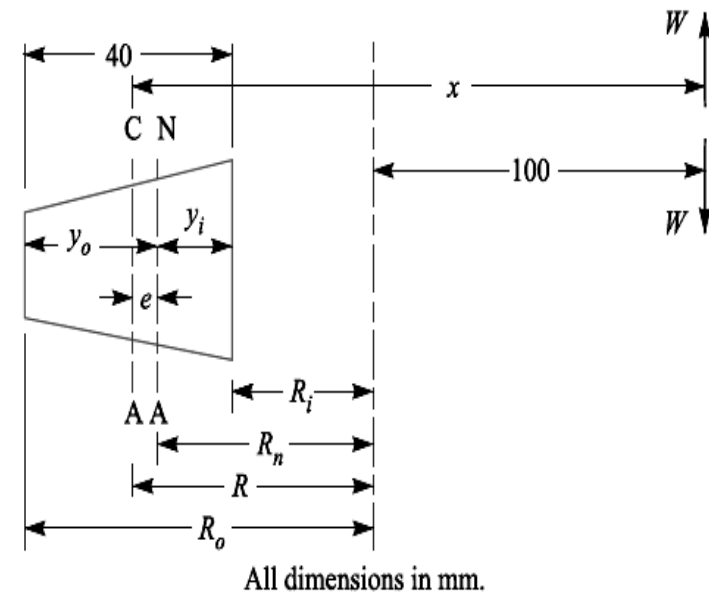 W
40
x
C N
100
y_o
y_i
W
e
R_i
A A
R_n
R
R_o
All dimensions in mm.